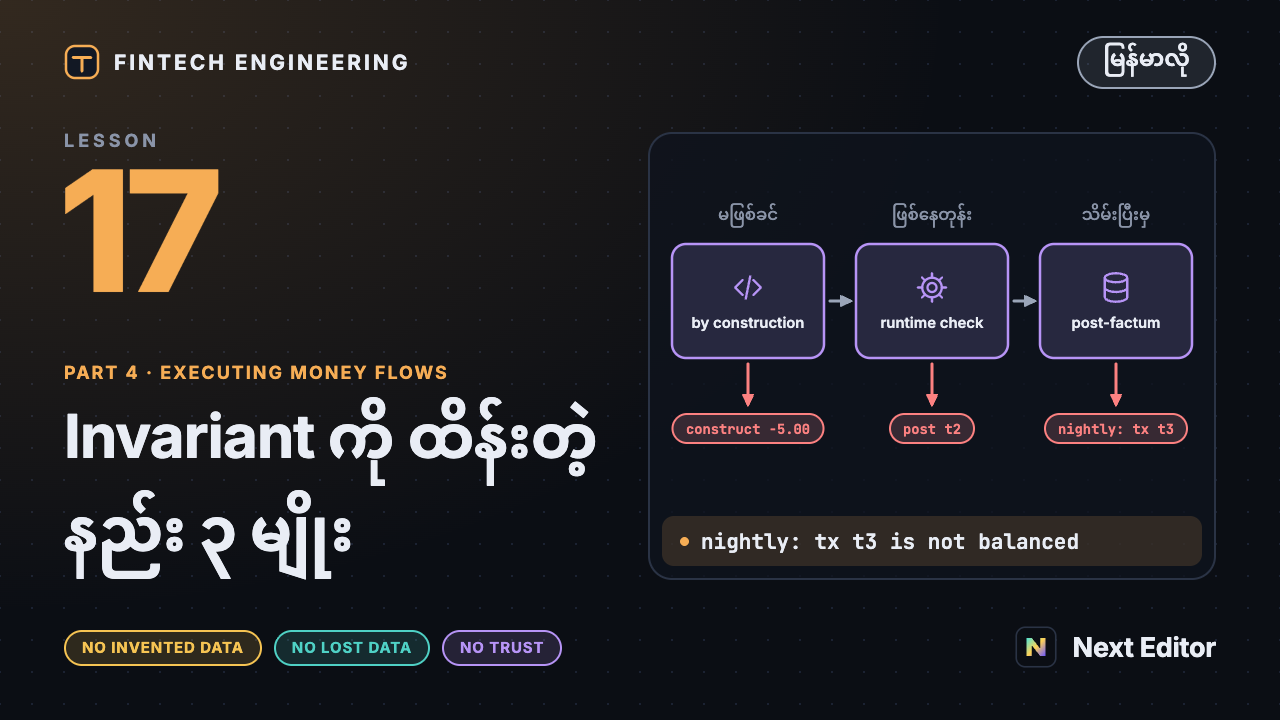 FINTECH ENGINEERING
မြန်မာလို
LESSON
17
PART 4 · EXECUTING MONEY FLOWS
Invariant ကို ထိန်းတဲ့
နည်း ၃ မျိုး
မဖြစ်ခင်
ဖြစ်နေတုန်း
သိမ်းပြီးမှ
by construction
runtime check
post-factum
construct -5.00
post t2
nightly: tx t3
nightly: tx t3 is not balanced
NO INVENTED DATA
NO LOST DATA
NO TRUST
Next Editor